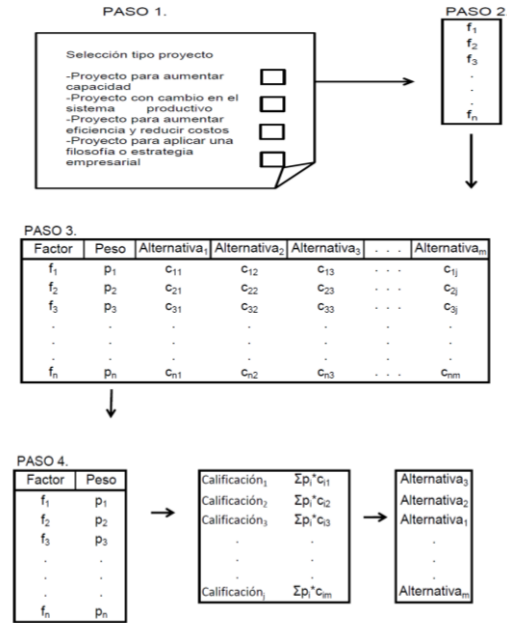 PASO 1.
PASO 2
Selección tipo proyecto
-Proyecto para aumentar
capacidad
-Proyecto con cambio en el
sistema productivo
-Proyecto para aumentar
eficiencia y reducir costos
-Proyecto para aplicar una
filosofía o estrategia
empresarial
f₁
f₂
f₃
.
.
.
fₙ
PASO 3.
Factor Peso Alternativa₁ Alternativa₂ Alternativa₃ . . . Alternativaₘ
f₁ p₁ c₁₁ c₁₂ c₁₃ . . . c₁ⱼ
f₂ p₂ c₂₁ c₂₂ c₂₃ . . . c₂ⱼ
f₃ p₃ c₃₁ c₃₂ c₃₃ . . . c₃ⱼ
. . . . . .
. . . . . .
. . . . . .
fₙ pₙ cₙ₁ cₙ₂ cₙ₃ . . . cₙₘ
PASO 4.
Factor Peso
f₁ p₁
f₂ p₂
f₃ p₃
. .
. .
. .
fₙ pₙ
Calificación₁ Σpᵢ*cᵢ₁
Calificación₂ Σpᵢ*cᵢ₂
Calificación₃ Σpᵢ*cᵢ₃
. .
. .
. .
Calificaciónⱼ Σpᵢ*cᵢₘ
Alternativa₃
Alternativa₂
Alternativa₁
.
.
.
Alternativaₘ